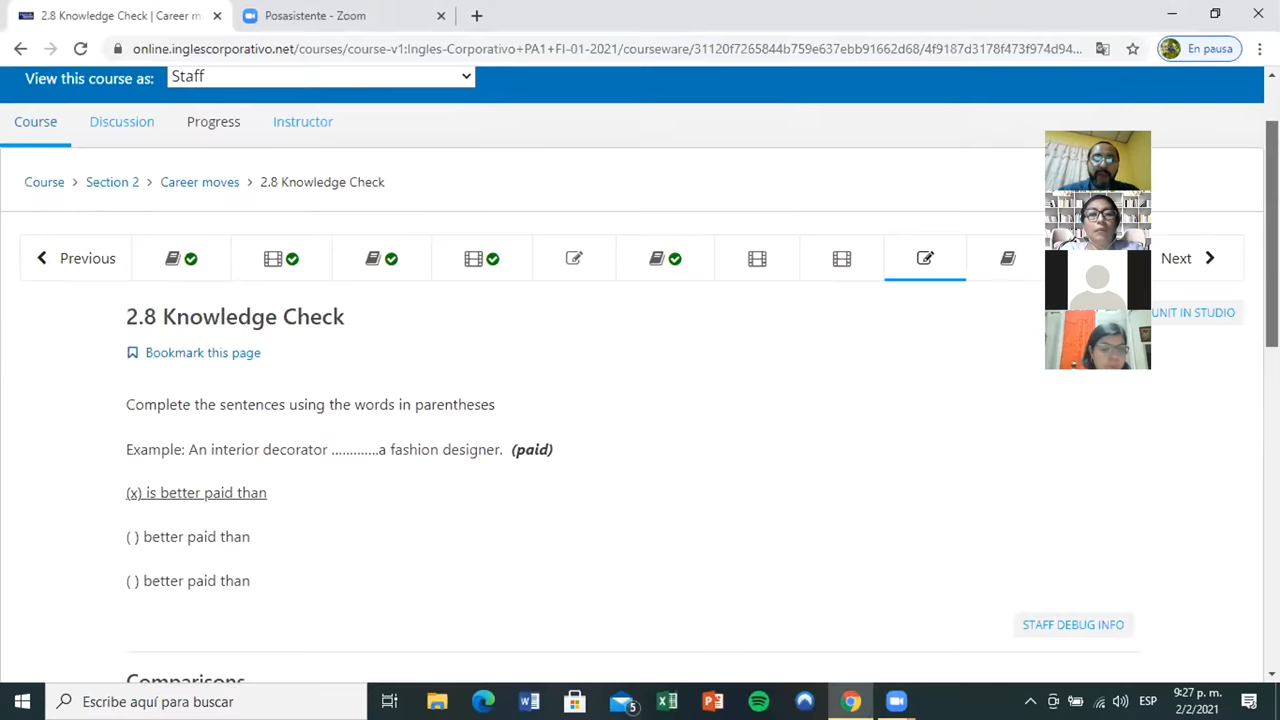 2.8 Knowledge Check | Career m
Posasistente - Zoom
online.inglescorporativo.net/courses/course-v1:Ingles-Corporativo+PA1+FI-01-2021/courseware/31120f7265844b759e637ebb91662d68/4f9187d3178f473f974d94...
En pausa
View this course as: Staff
Course Discussion Progress Instructor
Course > Section 2 > Career moves > 2.8 Knowledge Check
Previous
Next
UNIT IN STUDIO
2.8 Knowledge Check
Bookmark this page
Complete the sentences using the words in parentheses
Example: An interior decorator .............a fashion designer. (paid)
(x) is better paid than
( ) better paid than
( ) better paid than
STAFF DEBUG INFO
Comparisons
Escribe aquí para buscar
5
ESP
9:27 p. m.
2/2/2021